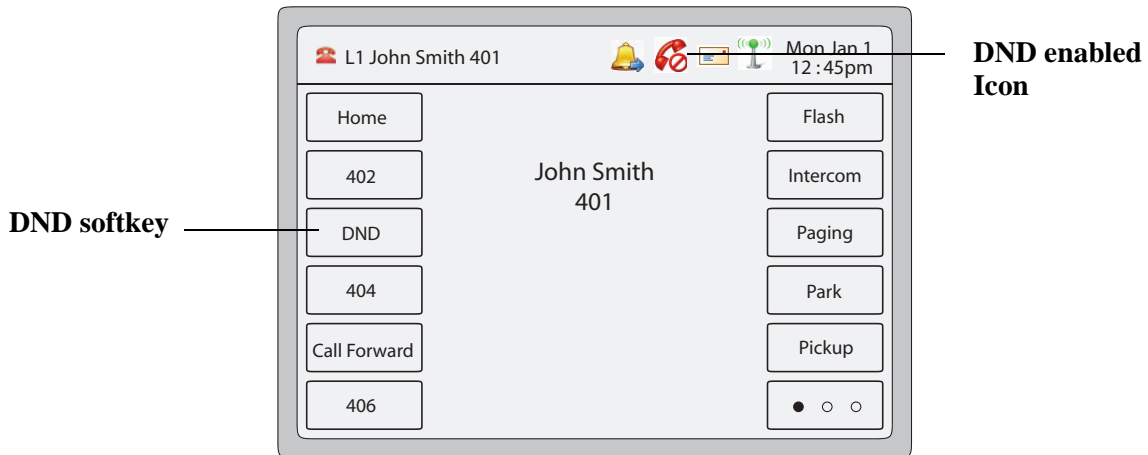 L1 John Smith 401
Mon Jan 1
12:45pm
DND enabled
Icon
Home
Flash
402
John Smith
401
Intercom
DND softkey
DND
Paging
404
Park
Call Forward
Pickup
406